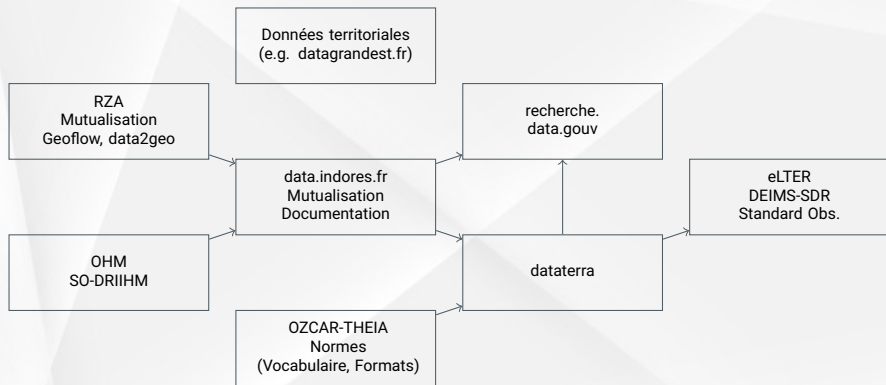 Données territoriales
(e.g. datagrandest.fr)
RZA
Mutualisation
Geoflow, data2geo
recherche.
data.gouv
data.indores.fr
Mutualisation
Documentation
eLTER
DEIMS-SDR
Standard Obs.
OHM
SO-DRIIHM
dataterra
OZCAR-THEIA
Normes
(Vocabulaire, Formats)